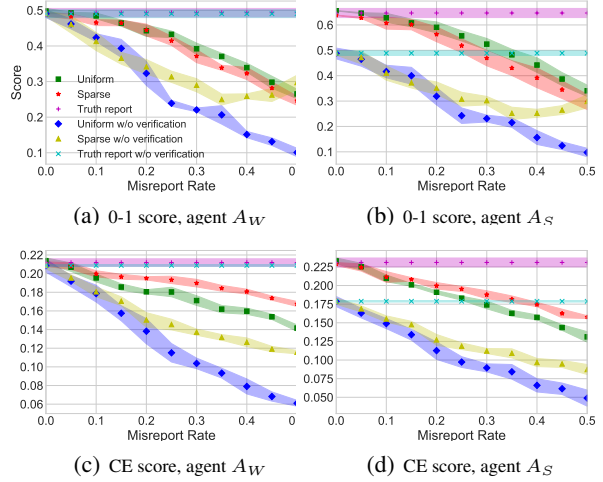 0.5
0.4
0.3
0.2
0.1
Score
Uniform
Sparse
Truth report
Uniform w/o verification
Sparse w/o verification
Truth report w/o verification
0.0 0.1 0.2 0.3 0.4 0.5
Misreport Rate
(a) 0-1 score, agent A_W
0.6
0.5
0.4
0.3
0.2
0.1
0.0 0.1 0.2 0.3 0.4 0.5
Misreport Rate
(b) 0-1 score, agent A_S
0.22
0.20
0.18
0.16
0.14
0.12
0.10
0.08
0.06
0.0 0.1 0.2 0.3 0.4 0.5
Misreport Rate
(c) CE score, agent A_W
0.225
0.200
0.175
0.150
0.125
0.100
0.075
0.050
0.0 0.1 0.2 0.3 0.4 0.5
Misreport Rate
(d) CE score, agent A_S